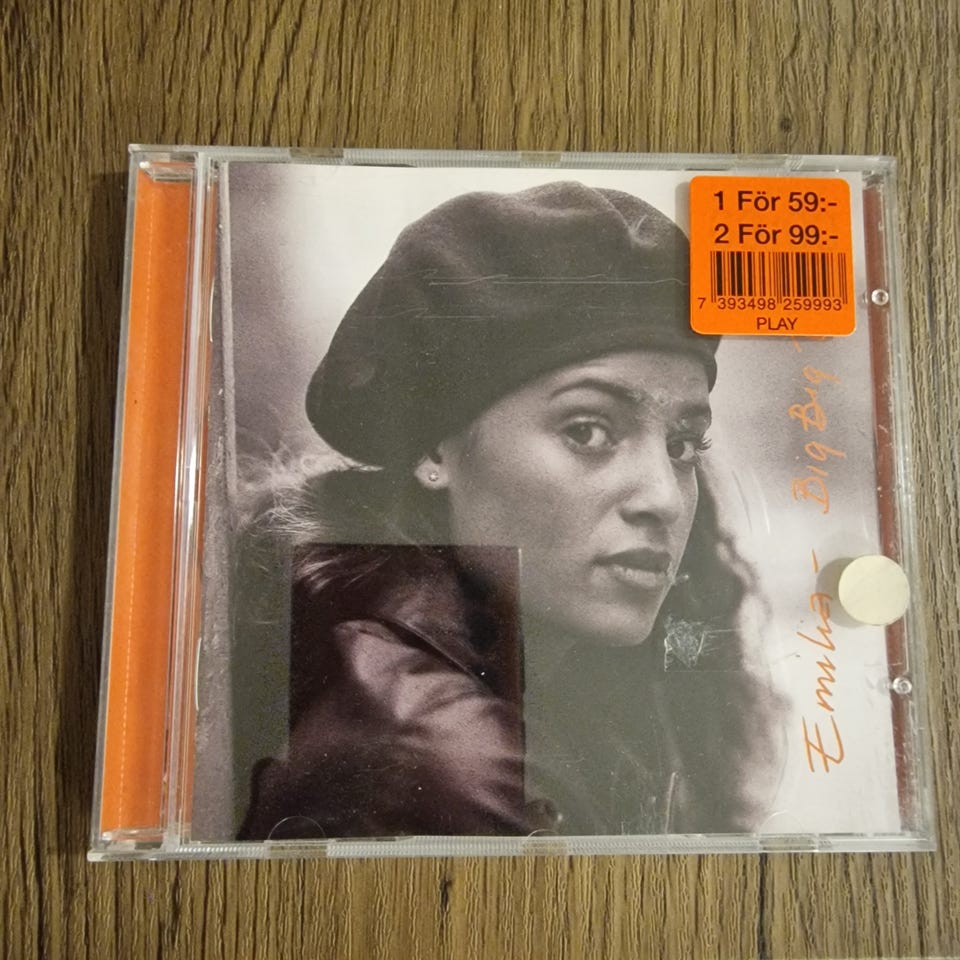 1 För 59:-
2 För 99:-
7 393498 259993
PLAY
Emilia - Big Big